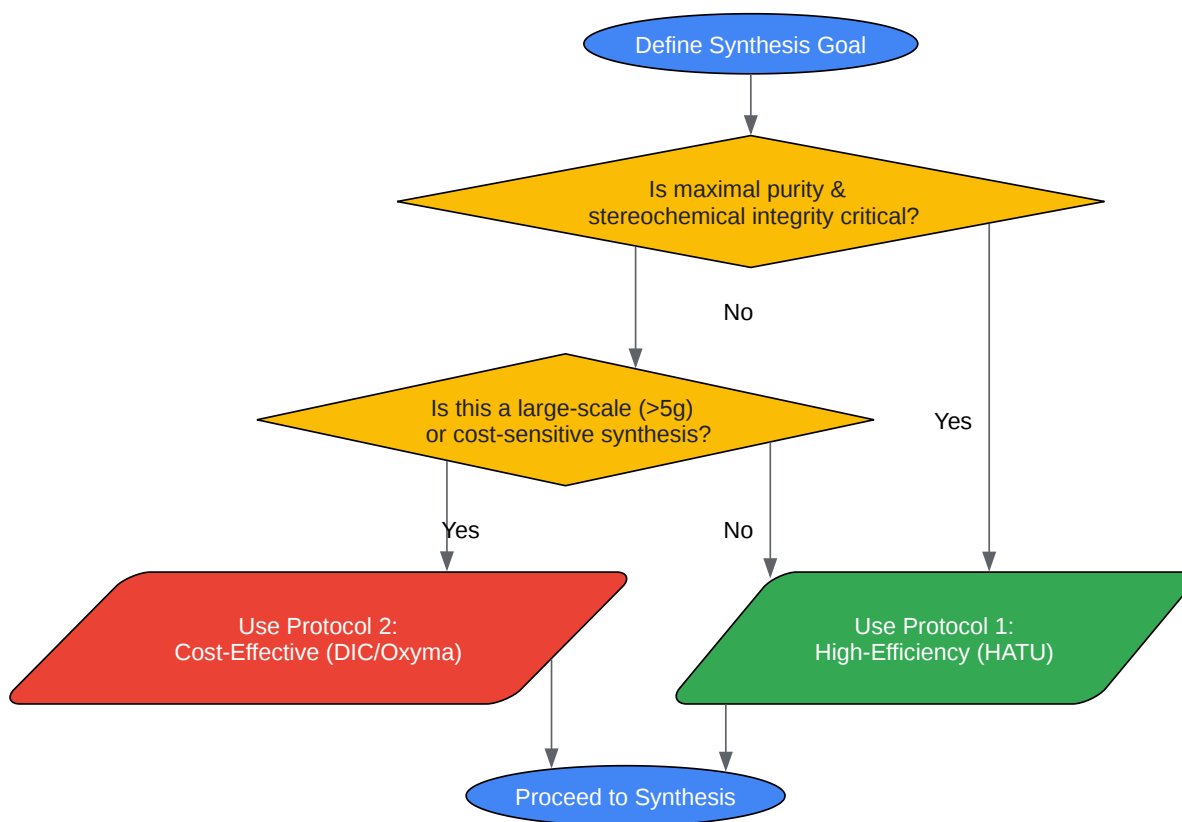 Define Synthesis Goal
Is maximal purity &
stereochemical integrity critical?
No
Is this a large-scale (>5g)
or cost-sensitive synthesis?
Yes
Yes
No
Use Protocol 2:
Cost-Effective (DIC/Oxyma)
Use Protocol 1:
High-Efficiency (HATU)
Proceed to Synthesis